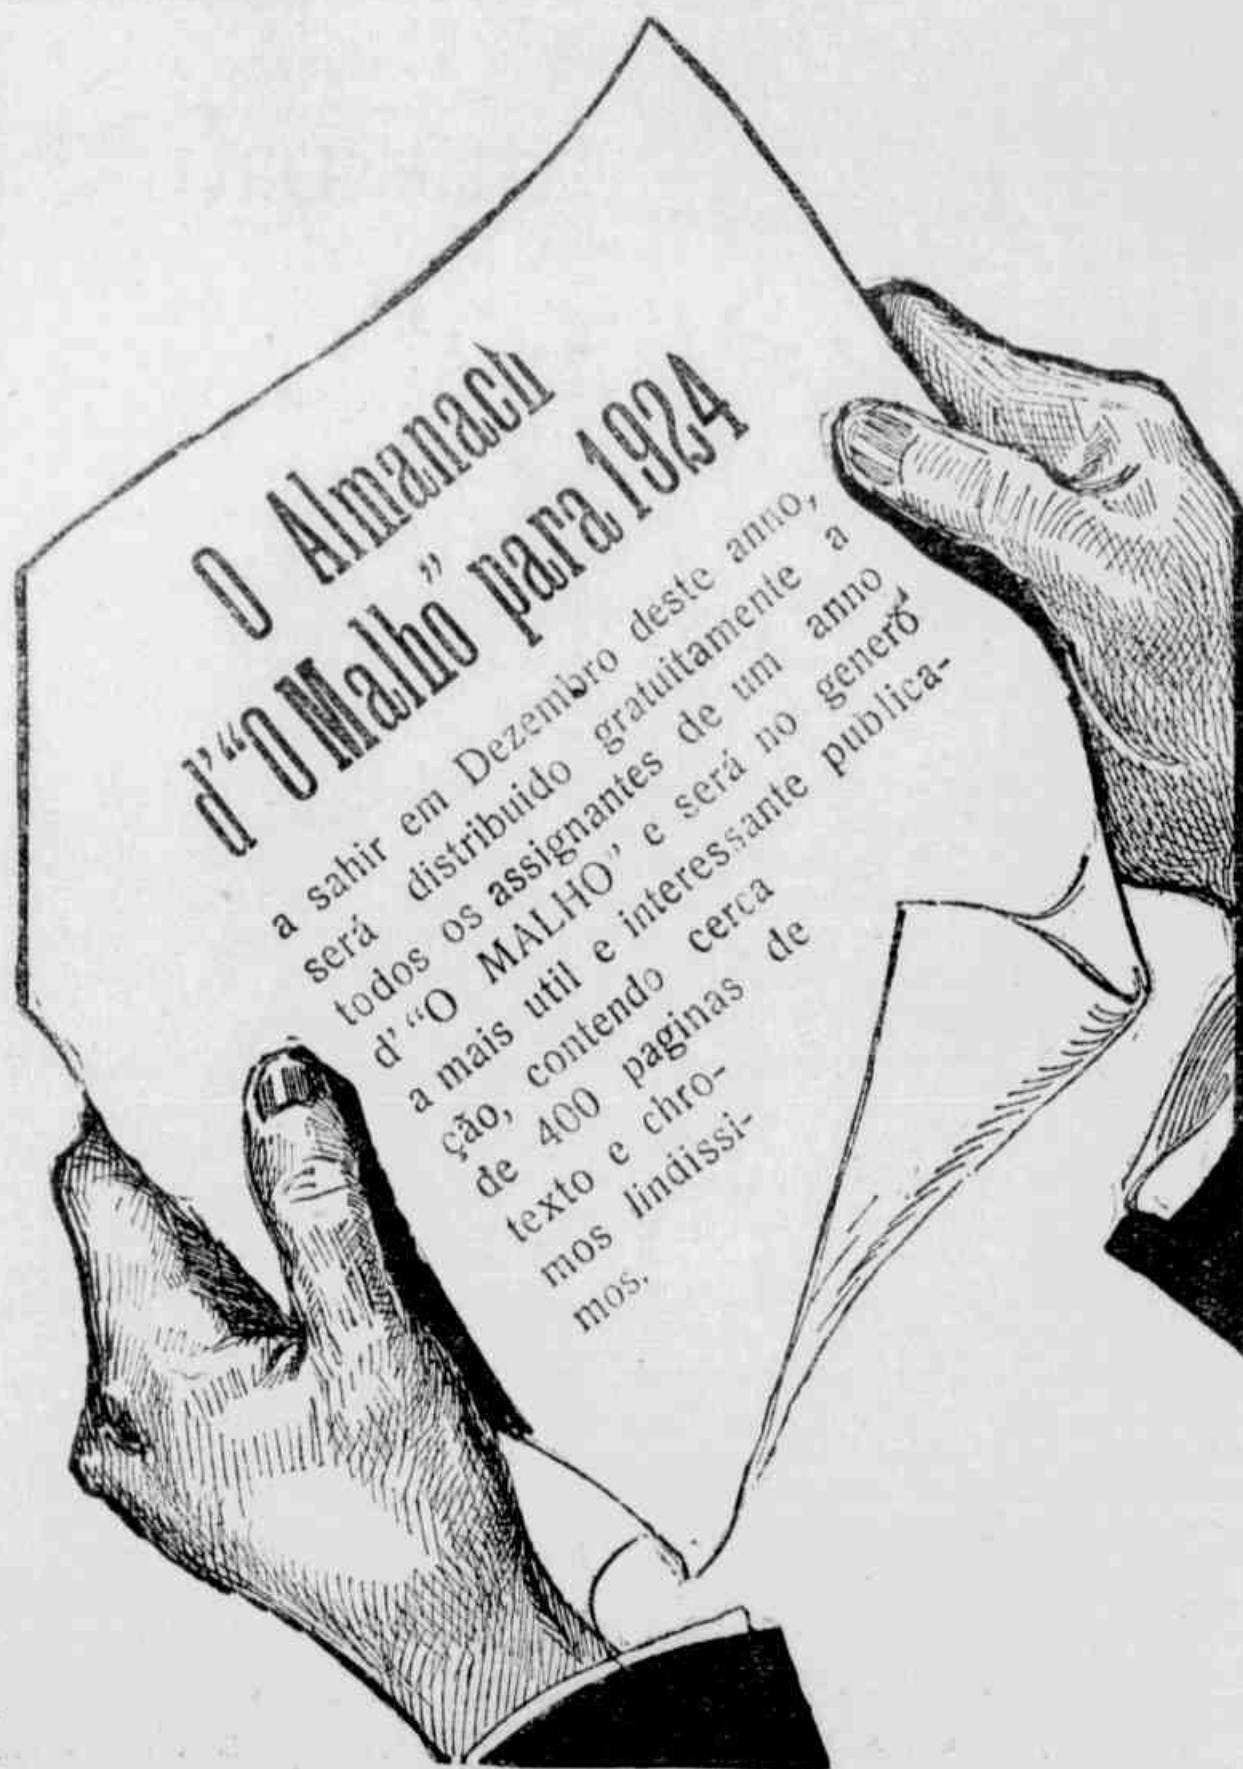 O Almanach
d'"O Malho" para 1924
a sahir em Dezembro deste anno,
será distribuido gratuitamente a
todos os assignantes de um anno
d'"O MALHO" e será no genero
a mais util e interessante publica-
ção, contendo cerca
de 400 paginas de
texto e chro-
mos lindissi-
mos.